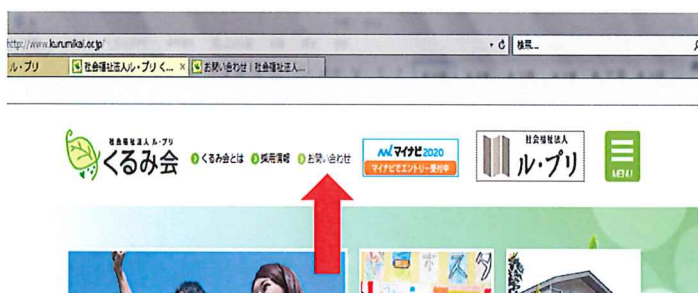 http://www.kurumikai.or.jp/
検索...
ル・プリ
社会福祉法人ル・プリ く... ×
お問い合わせ | 社会福祉法人...
社会福祉法人 ル・プリ
くるみ会
くるみ会とは
採用情報
お問い合わせ
マイナビ2020
マイナビでエントリー受付中
社会福祉法人
ル・プリ
MENU